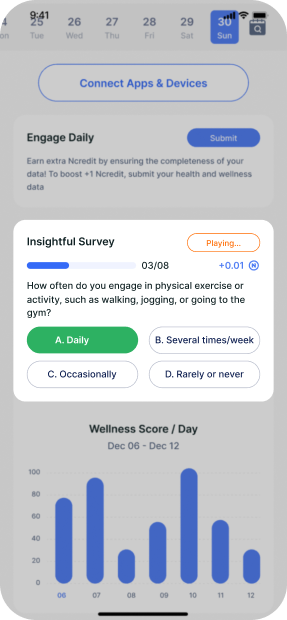 9:41
24 25 26 27 28 29 30
on Tue Wed Thu Fri Sat Sun
Connect Apps & Devices
Engage Daily
Submit
Earn extra Ncredit by ensuring the completeness of your
data! To boost +1 Ncredit, submit your health and wellness
data
Insightful Survey
Playing...
03/08
+0.01 N
How often do you engage in physical exercise or
activity, such as walking, jogging, or going to the
gym?
A. Daily
B. Several times/week
C. Occasionally
D. Rarely or never
Wellness Score / Day
Dec 06 - Dec 12
100
80
60
40
20
0
06 07 08 09 10 11 12